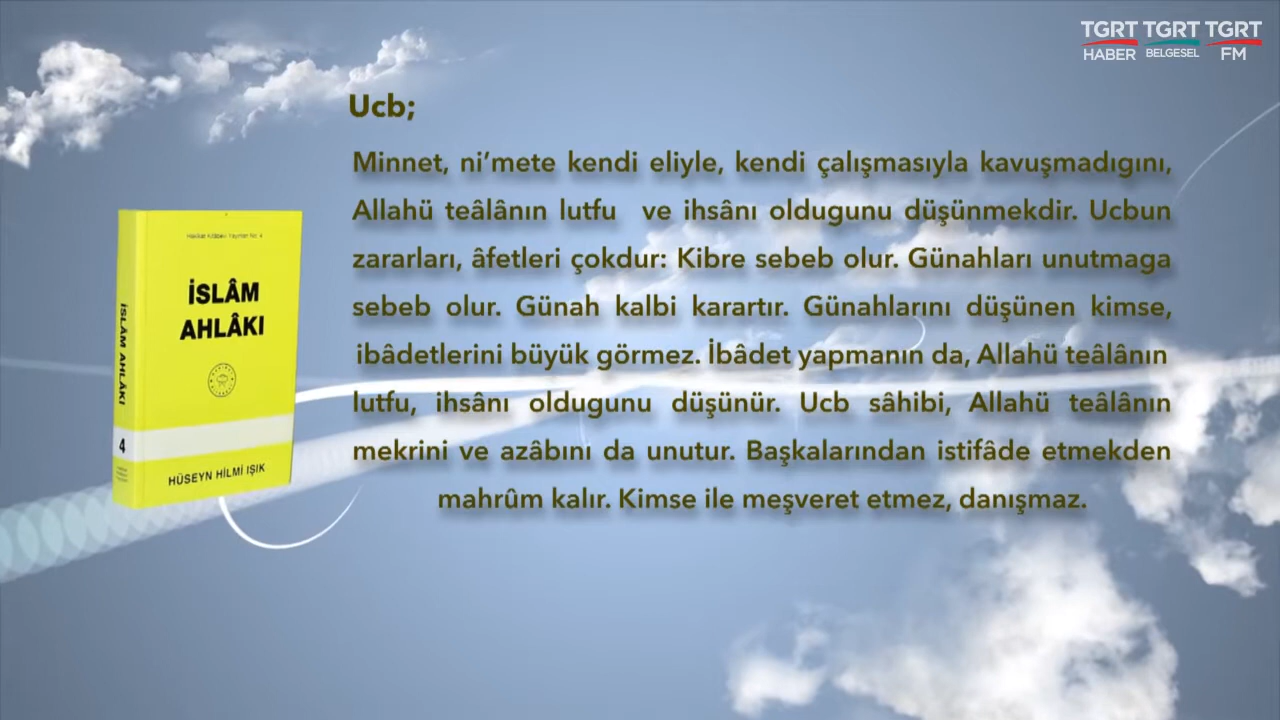 TGRT TGRT TGRT
HABER BELGESEL FM
Ucb;
Minnet, ni’mete kendi eliyle, kendi çalışmasıyla kavuşmadıgını,
Allahü teâlânın lutfu ve ihsânı oldugunu düşünmekdir. Ucbun
zararları, âfetleri çokdur: Kibre sebeb olur. Günahları unutmaga
sebeb olur. Günah kalbi karartır. Günahlarını düşünen kimse,
ibâdetlerini büyük görmez. İbâdet yapmanın da, Allahü teâlânın
lutfu, ihsânı oldugunu düşünür. Ucb sâhibi, Allahü teâlânın
mekrini ve azâbını da unutur. Başkalarından istifâde etmekden
mahrûm kalır. Kimse ile meşveret etmez, danışmaz.
İSLÂM
AHLÂKI
HÜSEYN HİLMİ IŞIK
İSLÂM AHLÂKI
4